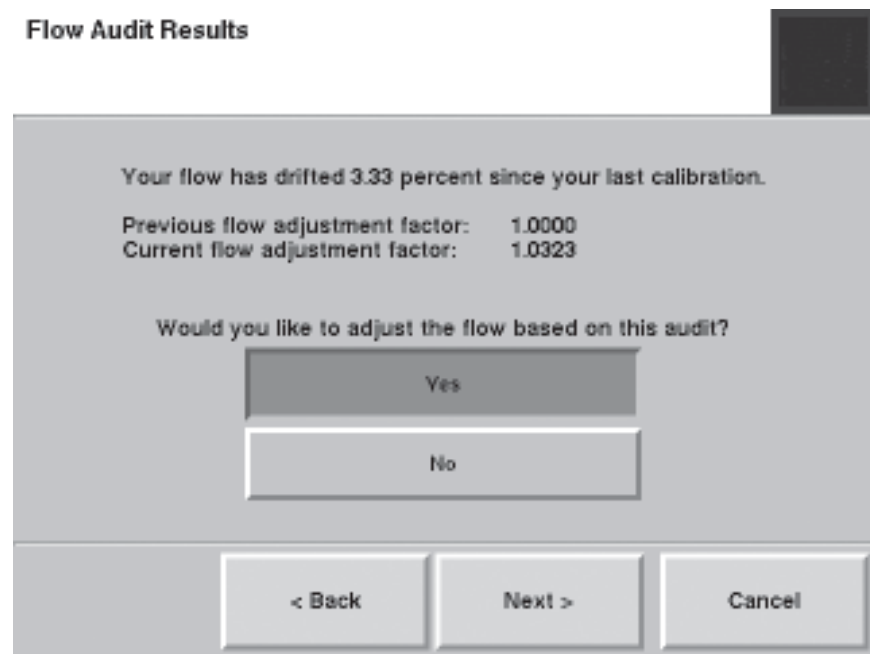 Flow Audit Results
Your flow has drifted 3.33 percent since your last calibration.
Previous flow adjustment factor: 1.0000
Current flow adjustment factor: 1.0323
Would you like to adjust the flow based on this audit?
Yes
No
< Back
Next >
Cancel